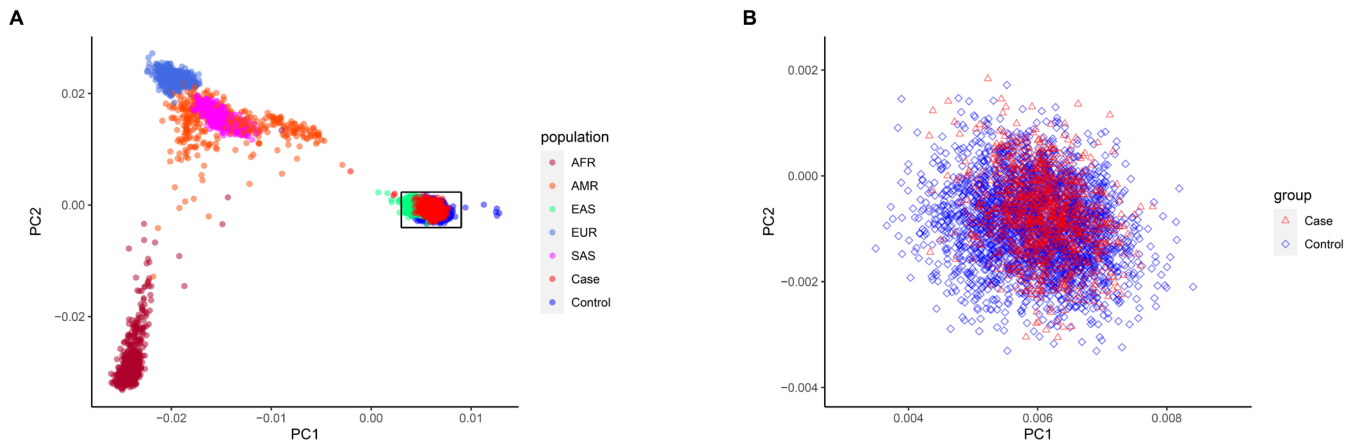 A
PC2
0.02
0.00
−0.02
−0.02
−0.01
0.00
0.01
PC1
population
AFR
AMR
EAS
EUR
SAS
Case
Control
B
PC2
0.002
0.000
−0.002
−0.004
0.004
0.006
0.008
PC1
group
Case
Control